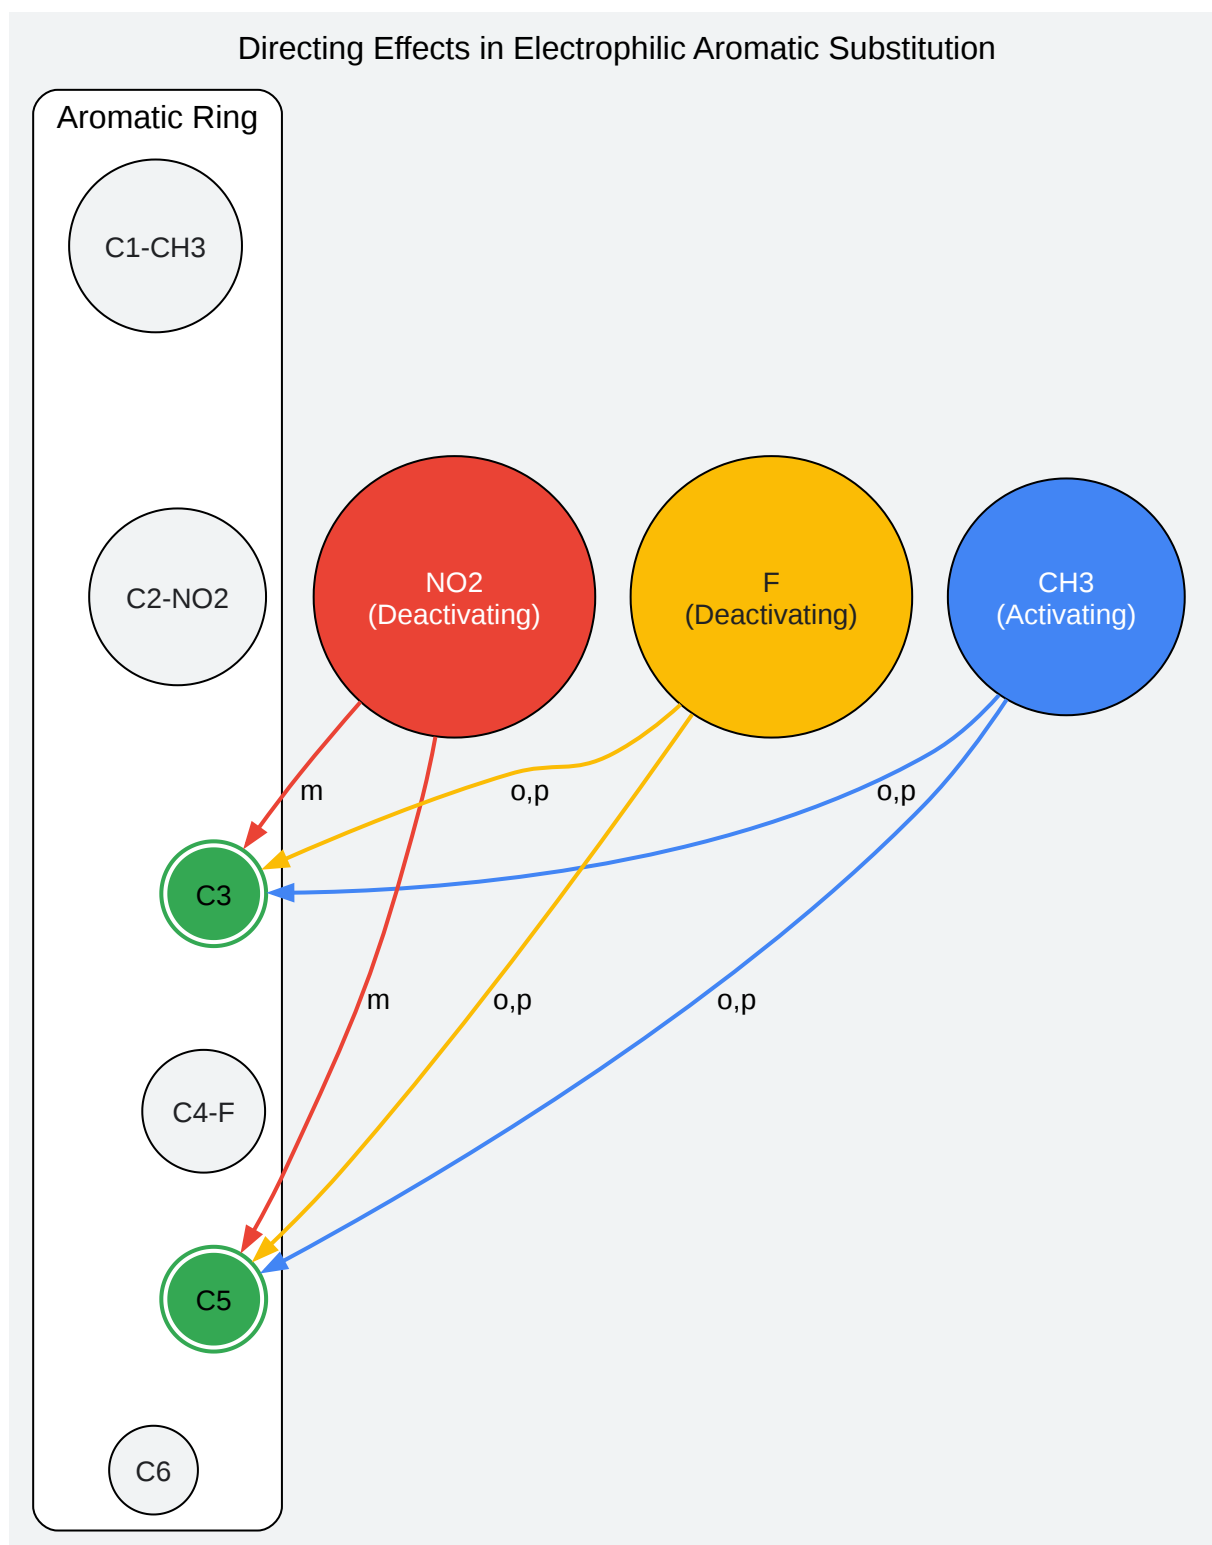 Directing Effects in Electrophilic Aromatic Substitution
Aromatic Ring
C1-CH3
C2-NO2
NO2
(Deactivating)
F
(Deactivating)
CH3
(Activating)
m
o,p
o,p
C3
m
o,p
o,p
C4-F
C5
C6